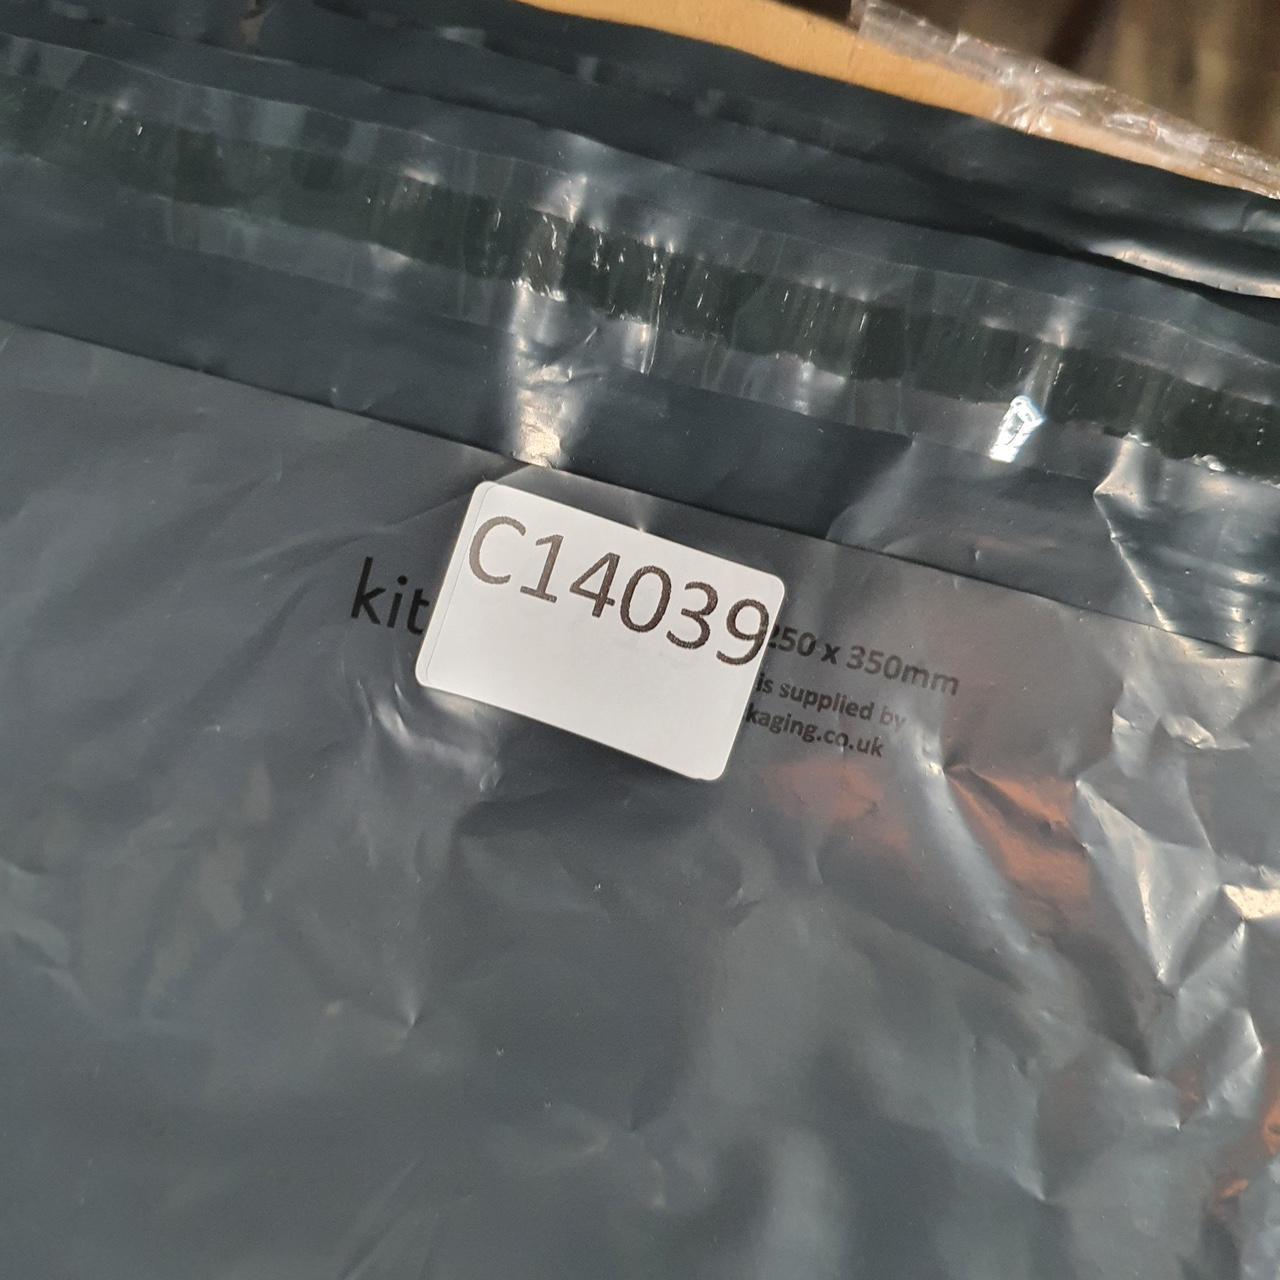 C14039
kit
250 x 350mm
is supplied by
kaging.co.uk